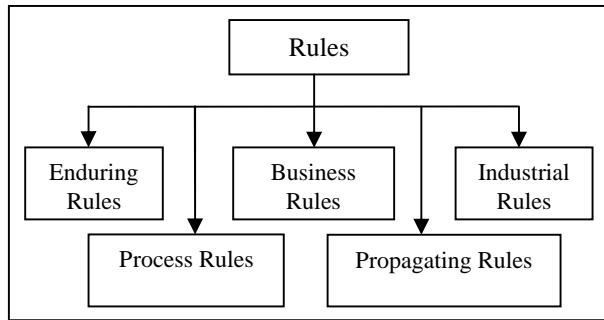 Rules
Enduring
Rules
Business
Rules
Industrial
Rules
Process Rules
Propagating Rules